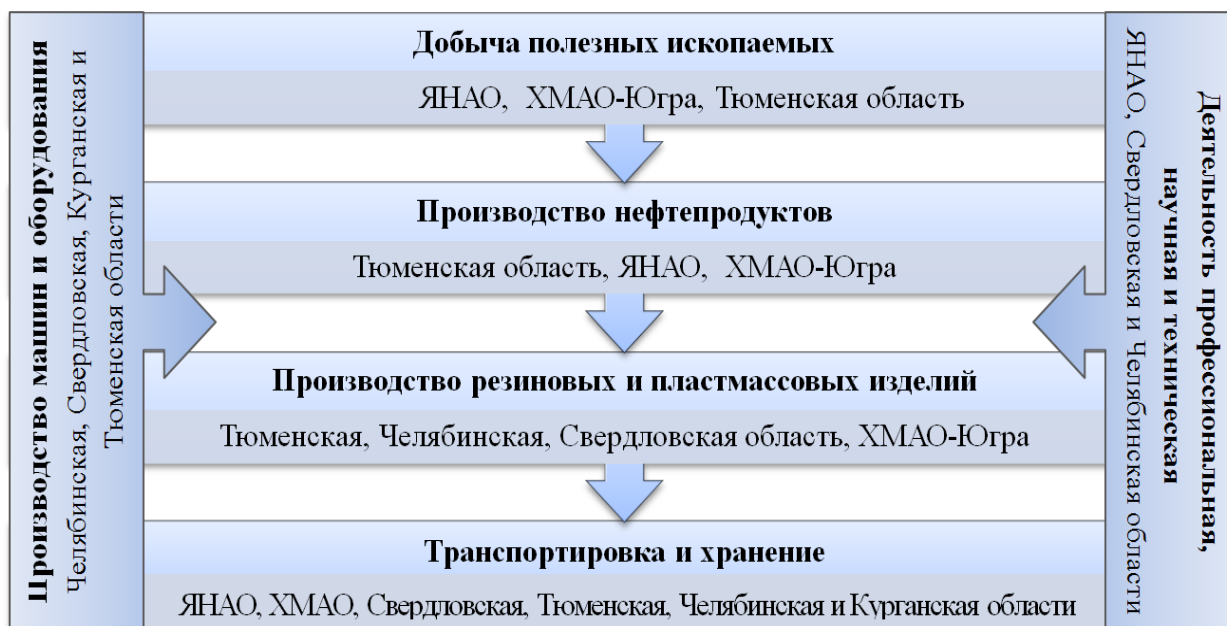 Производство машин и оборудования
Челябинская, Свердловская, Курганская и
Тюменская области
Добыча полезных ископаемых
ЯНАО, ХМАО-Югра, Тюменская область
Производство нефтепродуктов
Тюменская область, ЯНАО, ХМАО-Югра
Производство резиновых и пластмассовых изделий
Тюменская, Челябинская, Свердловская область, ХМАО-Югра
Транспортировка и хранение
ЯНАО, ХМАО, Свердловская, Тюменская, Челябинская и Курганская области
Деятельность профессиональная,
научная и техническая
ЯНАО, Свердловская и Челябинская области